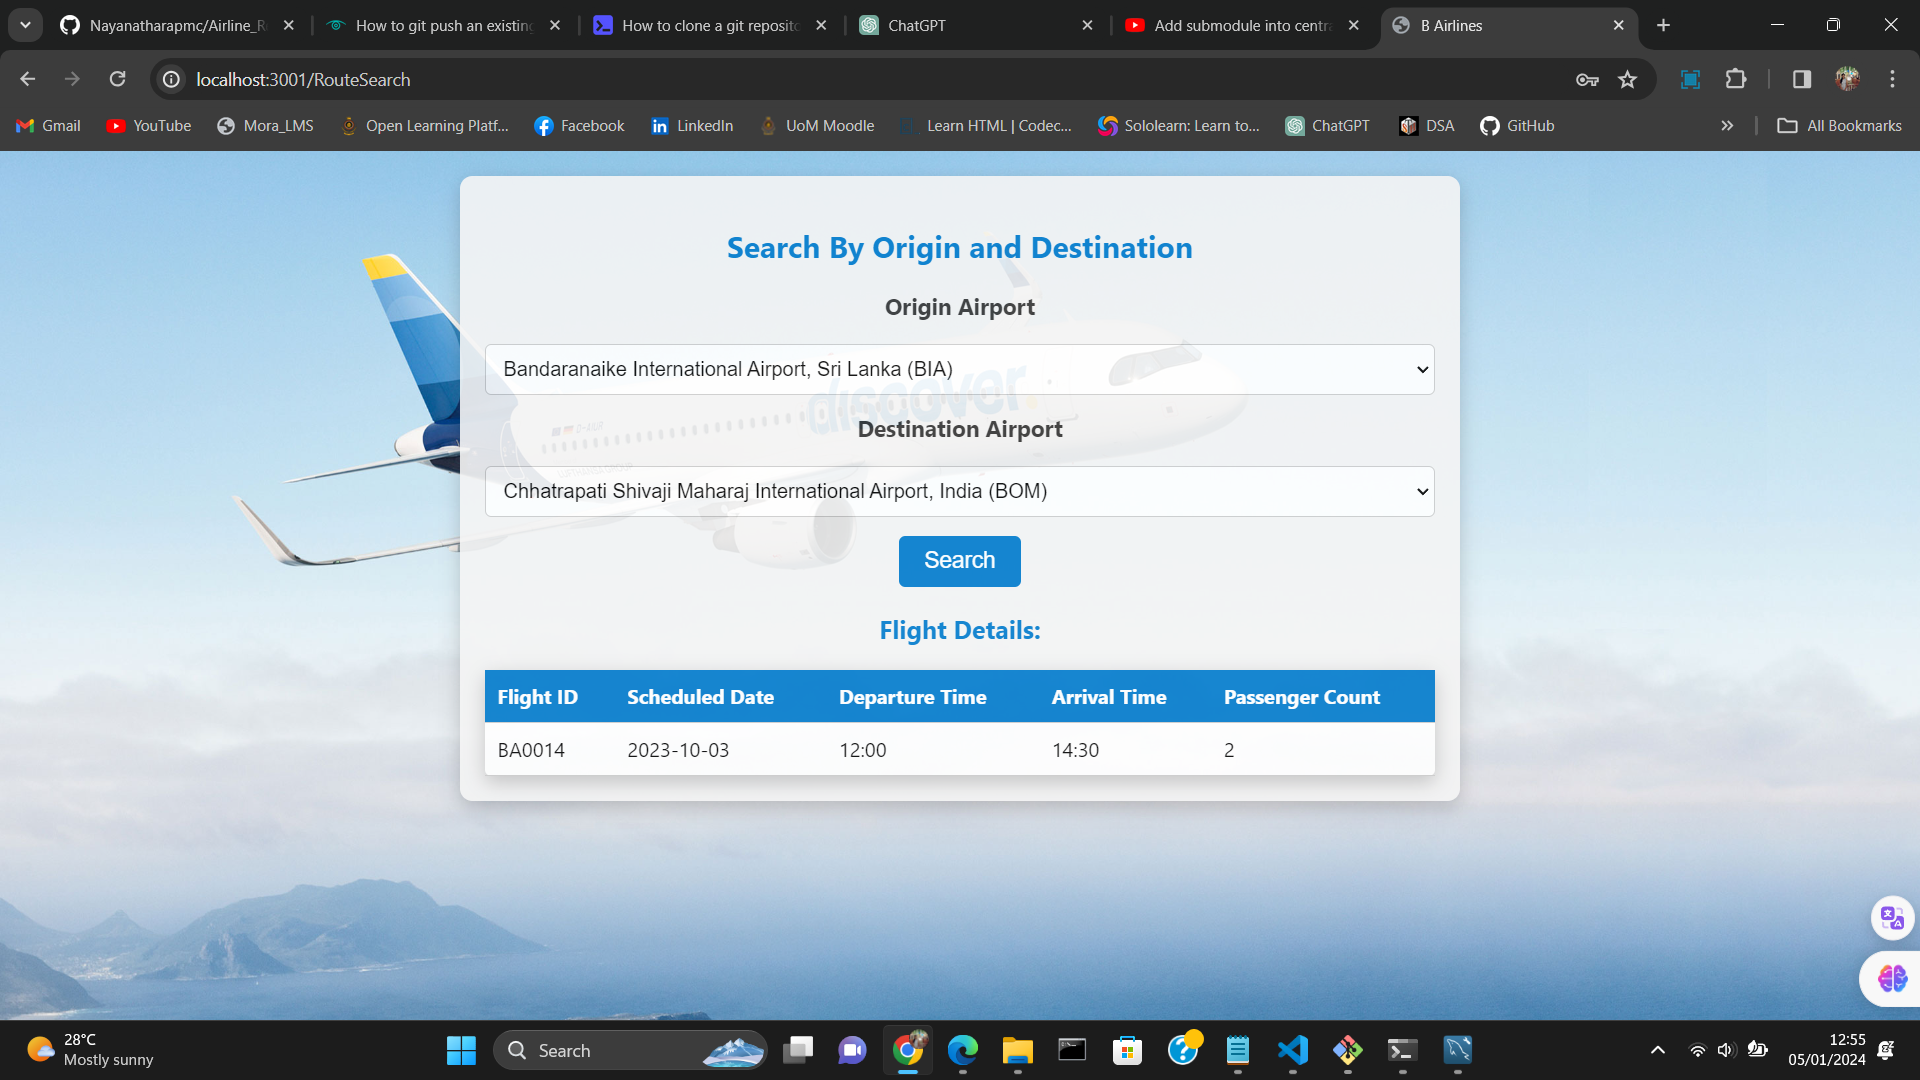 Nayanatharapmc/Airline_R
How to git push an existing
How to clone a git reposito
ChatGPT
Add submodule into centra
B Airlines
localhost:3001/RouteSearch
Gmail
YouTube
Mora_LMS
Open Learning Platf...
Facebook
LinkedIn
UoM Moodle
Learn HTML | Codec...
Sololearn: Learn to...
ChatGPT
DSA
GitHub
All Bookmarks
Search By Origin and Destination
Origin Airport
Bandaranaike International Airport, Sri Lanka (BIA)
discover
Destination Airport
Chhatrapati Shivaji Maharaj International Airport, India (BOM)
Search
Flight Details:
Flight ID Scheduled Date Departure Time Arrival Time Passenger Count
BA0014 2023-10-03 12:00 14:30 2
28°C
Mostly sunny
Search
12:55
05/01/2024